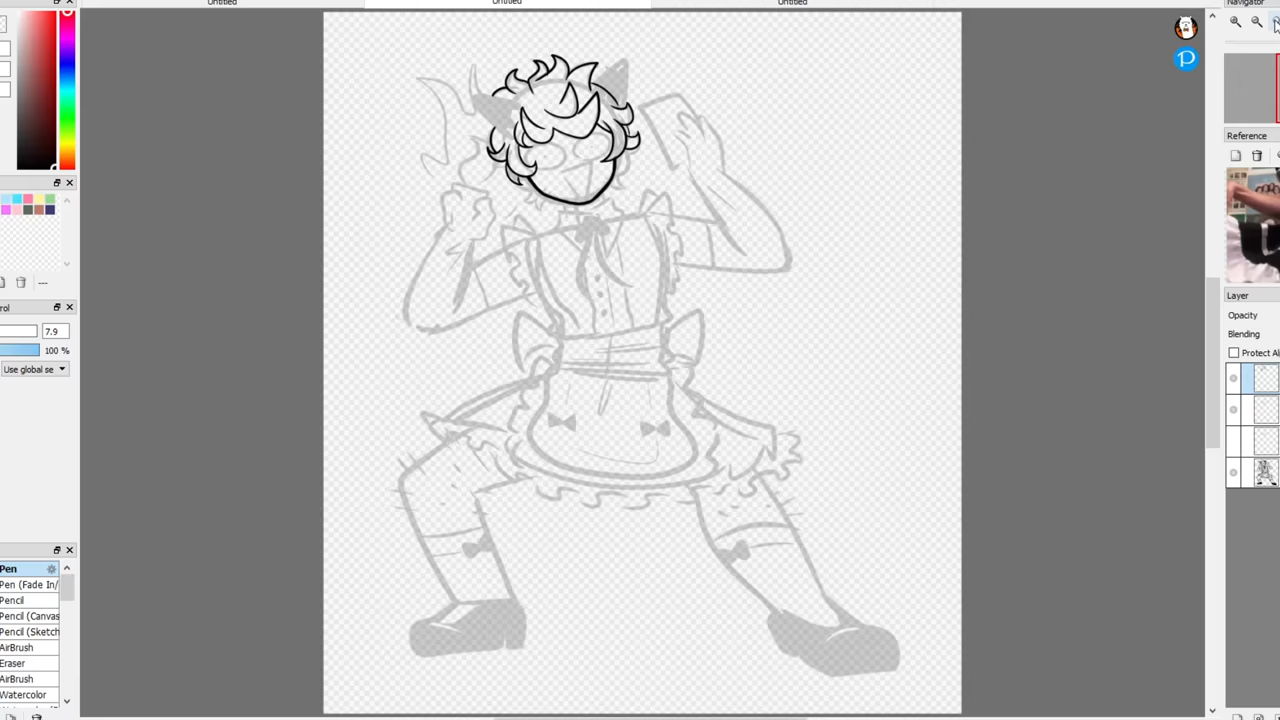 Untitled
Untitled
Untitled
Navigator
Reference
rol
7.9
100 %
Use global se
Layer
Opacity
Blending
Protect Al
Pen
Pen (Fade In/
Pencil
Pencil (Canvas
Pencil (Sketch
AirBrush
Eraser
AirBrush
Watercolor